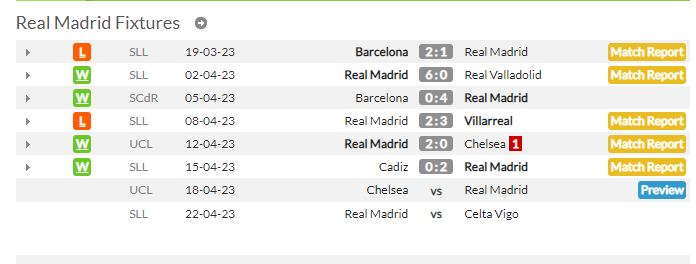 Real Madrid Fixtures
L SLL 19-03-23 Barcelona 2:1 Real Madrid Match Report
W SLL 02-04-23 Real Madrid 6:0 Real Valladolid Match Report
W SCdR 05-04-23 Barcelona 0:4 Real Madrid
L SLL 08-04-23 Real Madrid 2:3 Villarreal Match Report
W UCL 12-04-23 Real Madrid 2:0 Chelsea 1 Match Report
W SLL 15-04-23 Cadiz 0:2 Real Madrid Match Report
UCL 18-04-23 Chelsea vs Real Madrid Preview
SLL 22-04-23 Real Madrid vs Celta Vigo